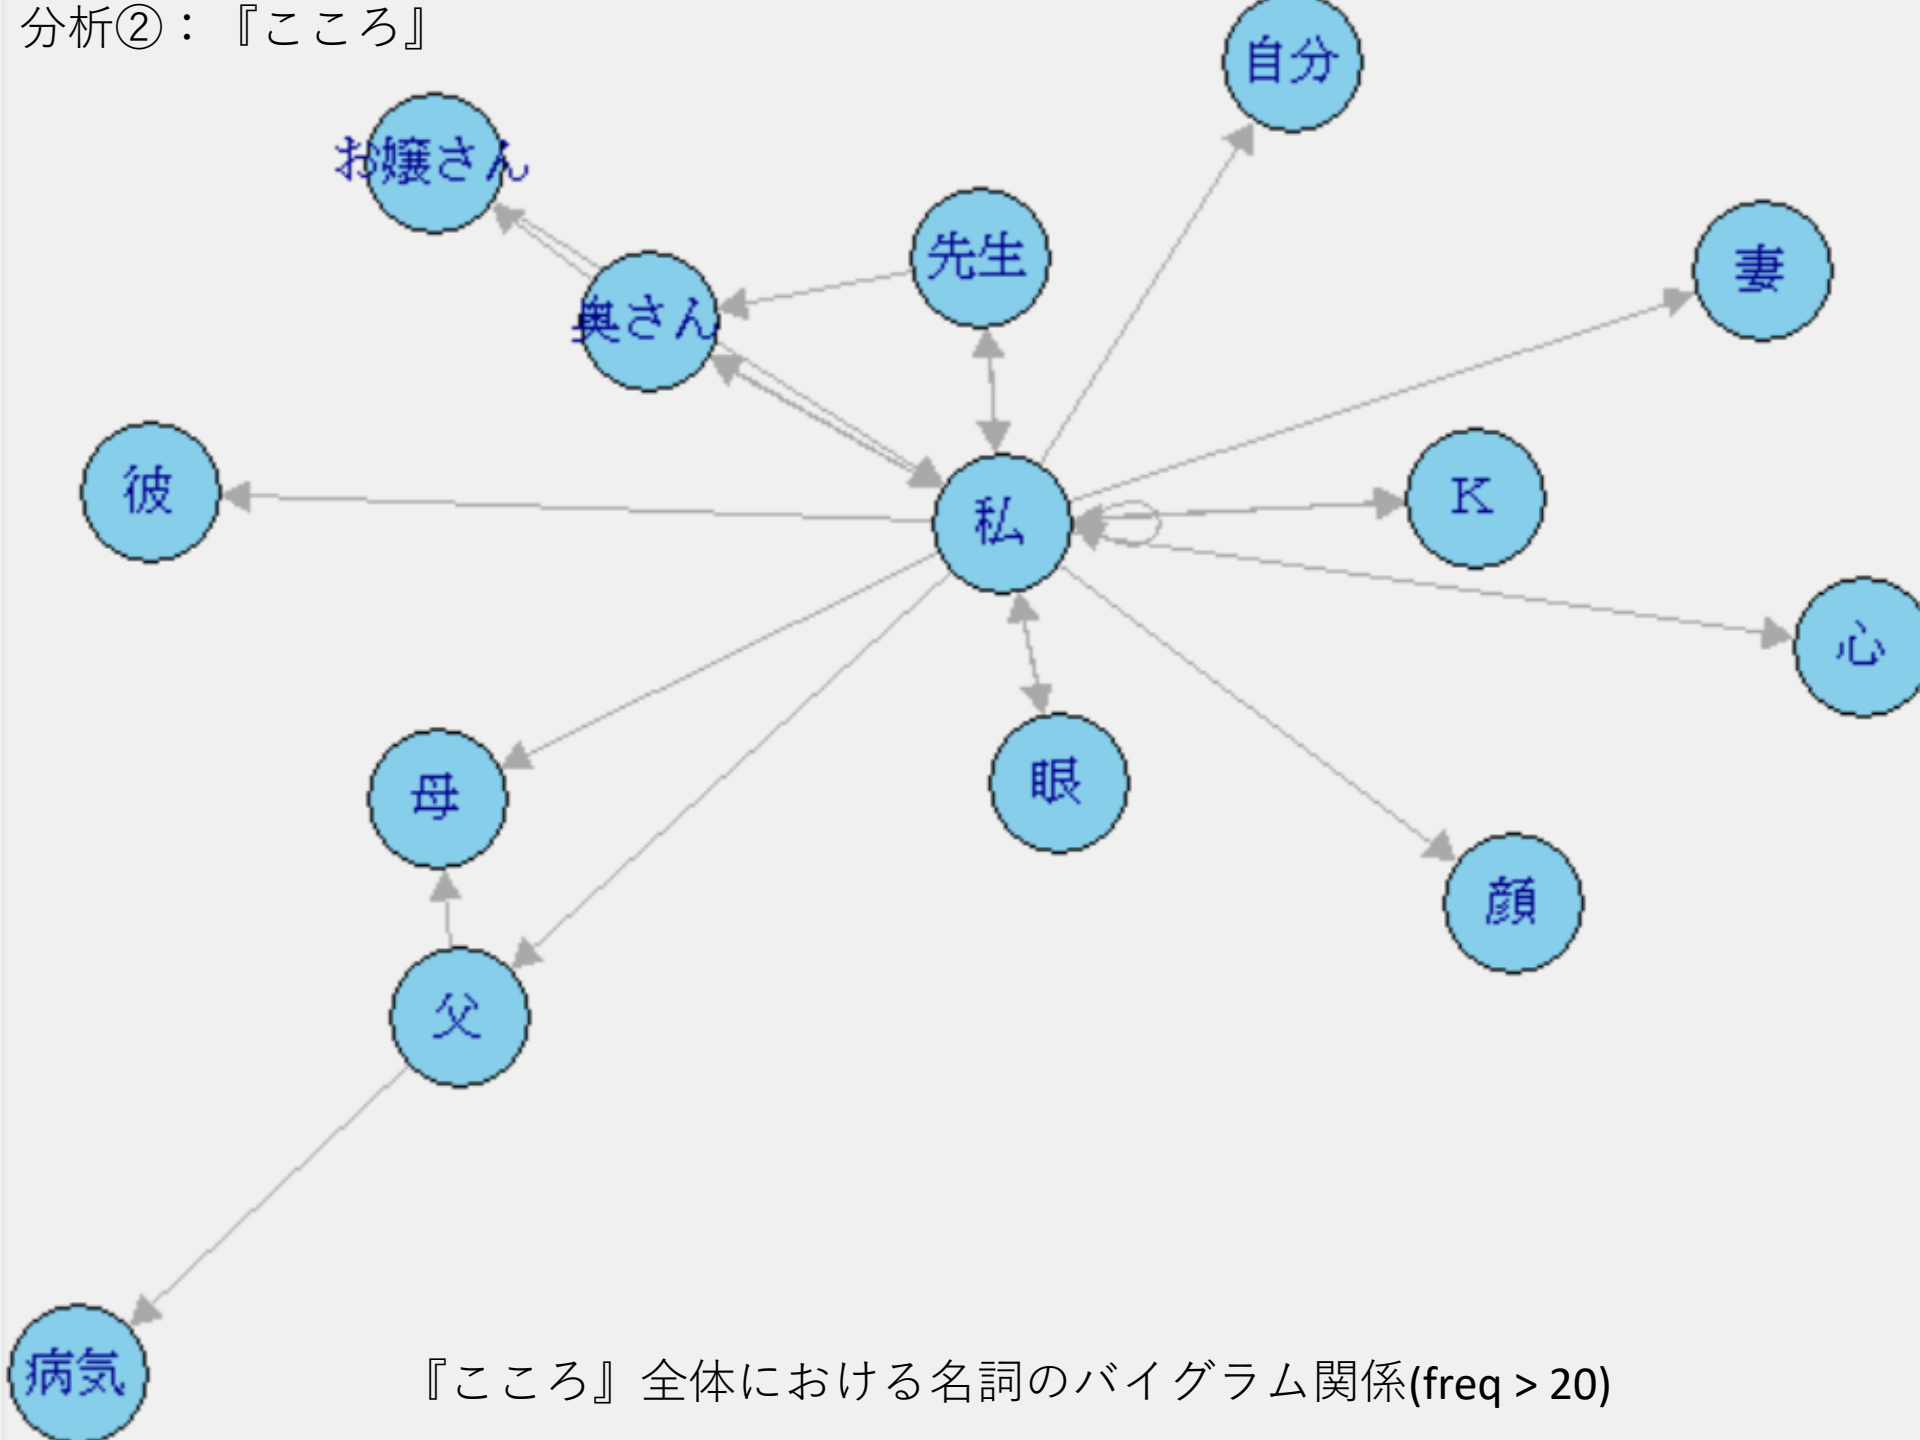 分析②：『こころ』
自分
お嬢さん
先生
妻
奥さん
彼
私
K
心
母
眼
顔
父
病気
『こころ』全体における名詞のバイグラム関係(freq > 20)